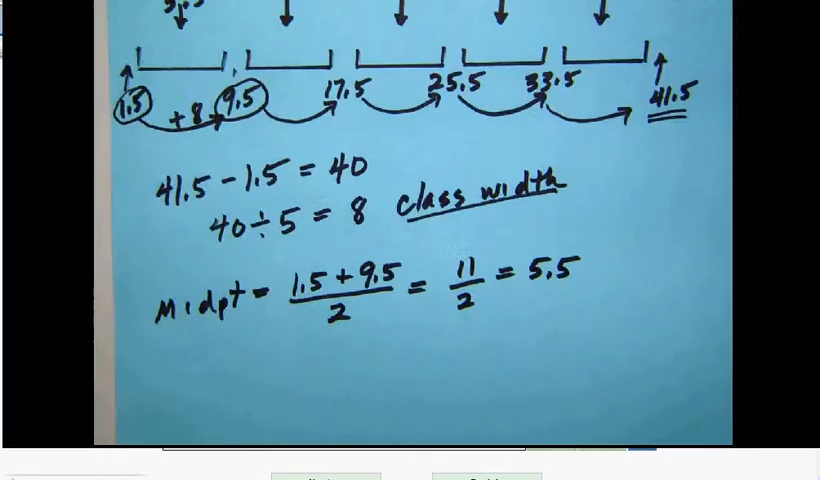 1.5 +8 9.5 17.5 25.5 33.5 41.5
41.5 - 1.5 = 40
40 ÷ 5 = 8 class width
Midpt = 1.5 + 9.5 / 2 = 11 / 2 = 5.5